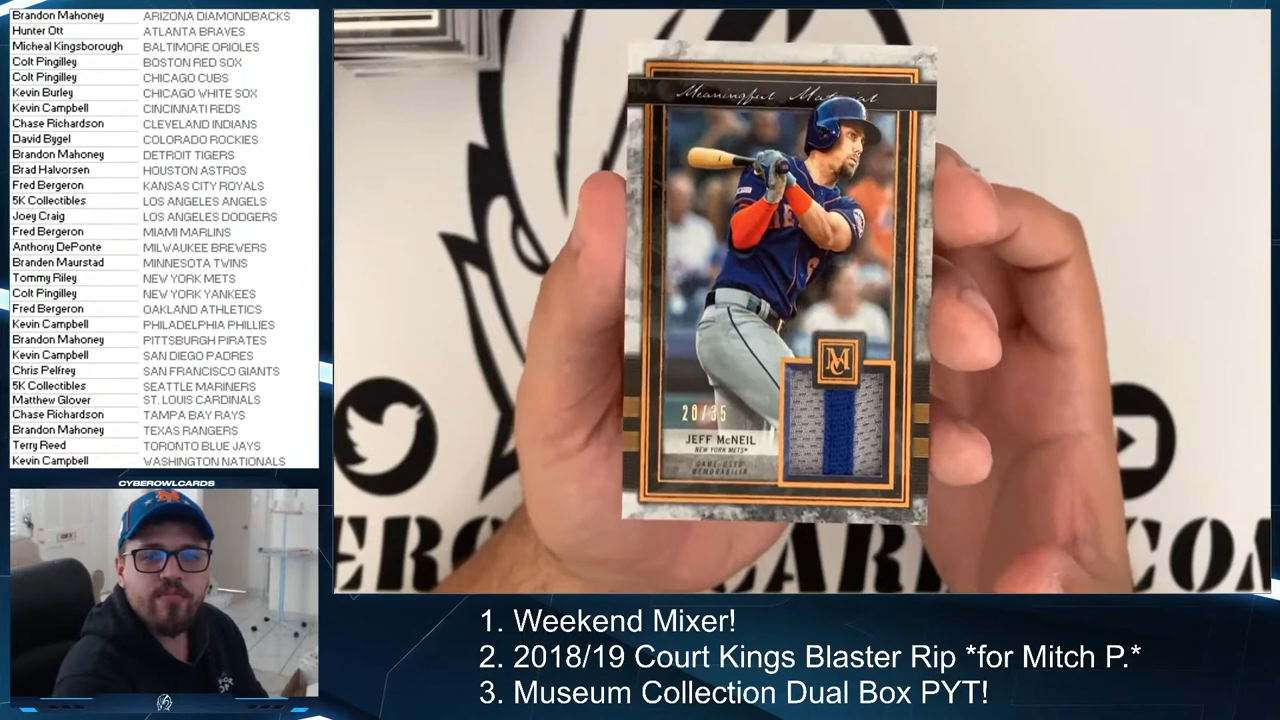 Brandon Mahoney ARIZONA DIAMONDBACKS
Hunter Ott ATLANTA BRAVES
Micheal Kingsborough BALTIMORE ORIOLES
Colt Pingilley BOSTON RED SOX
Colt Pingilley CHICAGO CUBS
Kevin Burley CHICAGO WHITE SOX
Kevin Campbell CINCINNATI REDS
Chase Richardson CLEVELAND INDIANS
David Bygel COLORADO ROCKIES
Brandon Mahoney DETROIT TIGERS
Brad Halvorsen HOUSTON ASTROS
Fred Bergeron KANSAS CITY ROYALS
5K Collectibles LOS ANGELES ANGELS
Joey Craig LOS ANGELES DODGERS
Fred Bergeron MIAMI MARLINS
Anthony DePonte MILWAUKEE BREWERS
Branden Maurstad MINNESOTA TWINS
Tommy Riley NEW YORK METS
Colt Pingilley NEW YORK YANKEES
Fred Bergeron OAKLAND ATHLETICS
Kevin Campbell PHILADELPHIA PHILLIES
Brandon Mahoney PITTSBURGH PIRATES
Kevin Campbell SAN DIEGO PADRES
Chris Pelfrey SAN FRANCISCO GIANTS
5K Collectibles SEATTLE MARINERS
Matthew Glover ST. LOUIS CARDINALS
Chase Richardson TAMPA BAY RAYS
Brandon Mahoney TEXAS RANGERS
Terry Reed TORONTO BLUE JAYS
Kevin Campbell WASHINGTON NATIONALS
CYBEROWLCARDS
Meaningful Material
MC
20/35
JEFF McNEIL
NEW YORK METS
GAME-USED
MEMORABILIA
1. Weekend Mixer!
2. 2018/19 Court Kings Blaster Rip *for Mitch P.*
3. Museum Collection Dual Box PYT!